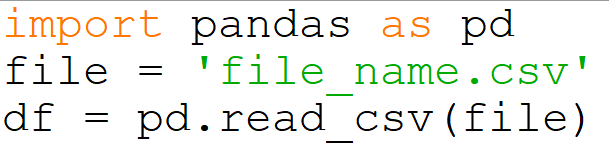 import pandas as pd
file = 'file_name.csv'
df = pd.read_csv(file)